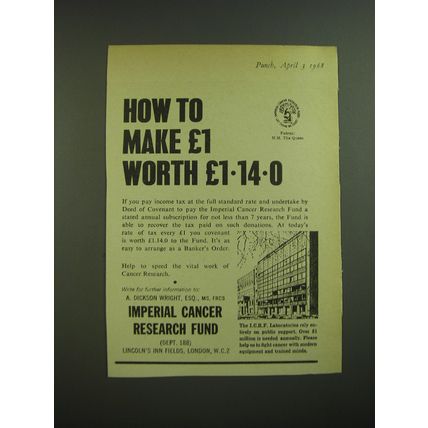 Punch, April 3 1968
HOW TO
MAKE £1
WORTH £1·14·0
Patron:
H.M. The Queen
If you pay income tax at the full standard rate and undertake by
Deed of Covenant to pay the Imperial Cancer Research Fund a
stated annual subscription for not less than 7 years, the Fund is
able to recover the tax paid on such donations. At today's
rate of tax every £1 you covenant
is worth £1.14.0 to the Fund. It's as
easy to arrange as a Banker's Order.
Help to speed the vital work of
Cancer Research.
Write for further information to:
A. DICKSON WRIGHT, ESQ., MS, FRCS
IMPERIAL CANCER
RESEARCH FUND
(DEPT. 188)
LINCOLN'S INN FIELDS, LONDON, W.C.2
The I.C.R.F. Laboratories rely en-
tirely on public support. Over £1
million is needed annually. Please
help us to fight cancer with modern
equipment and trained minds.